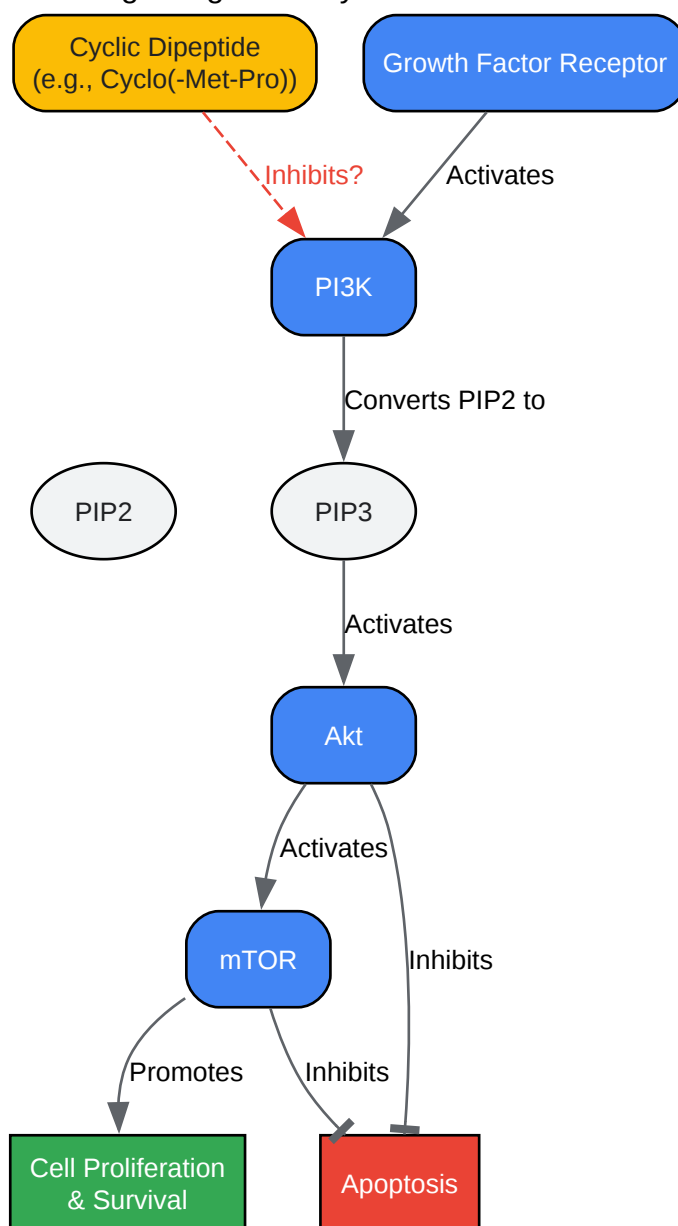 Cyclic Dipeptide
(e.g., Cyclo(-Met-Pro))
Growth Factor Receptor
Inhibits?
Activates
PI3K
Converts PIP2 to
PIP2
PIP3
Activates
Akt
Activates
mTOR
Inhibits
Promotes
Inhibits
Cell Proliferation
& Survival
Apoptosis